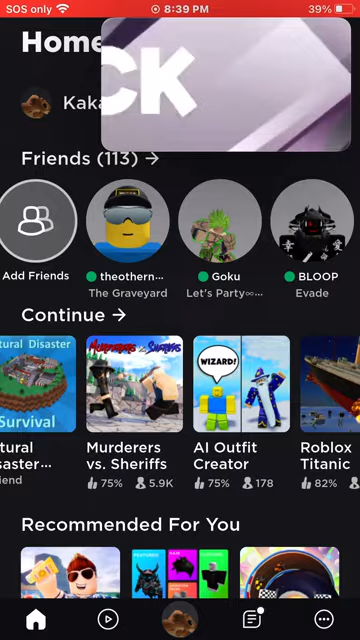 SOS only
8:39 PM
39%
Home
CK
Kaka
Friends (113) →
Add Friends
theothern...
The Graveyard
Goku
Let's Party∞...
BLOOP
Evade
Continue →
tural Disaster
Survival
MURDERERS vs SHERIFFS
WIZARD!
tural
saster...
iend
Murderers
vs. Sheriffs
75% 5.9K
AI Outfit
Creator
75% 178
Roblox
Titanic
82%
Recommended For You